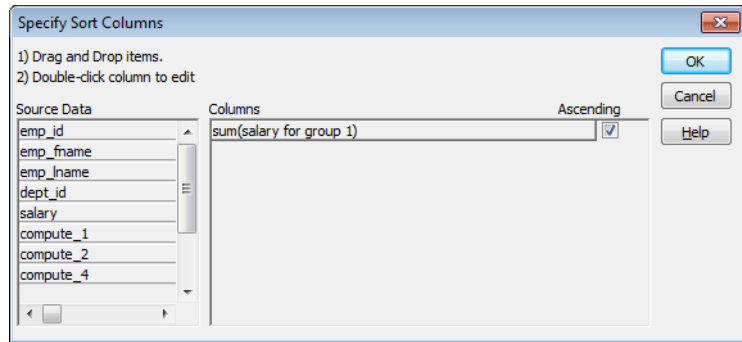 Specify Sort Columns
1) Drag and Drop items.
2) Double-click column to edit
OK
Cancel
Help
Source Data
Columns
Ascending
emp_id
emp_fname
emp_lname
dept_id
salary
compute_1
compute_2
compute_4
sum(salary for group 1)